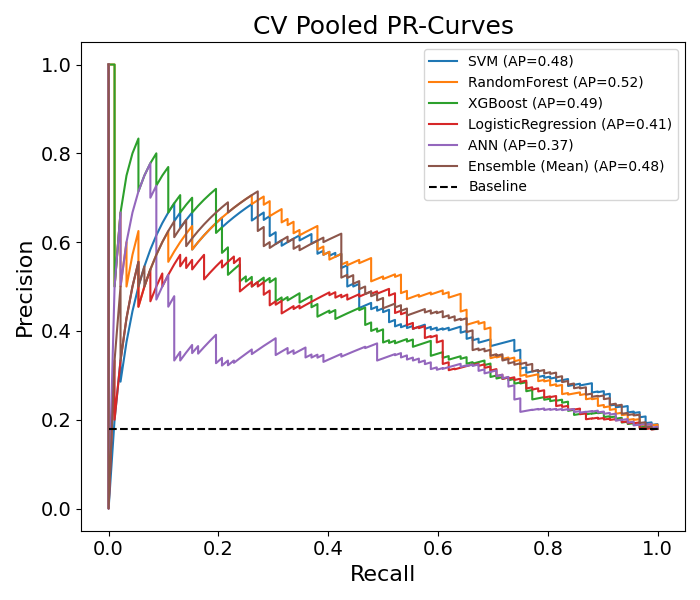 CV Pooled PR-Curves
SVM (AP=0.48)
RandomForest (AP=0.52)
XGBoost (AP=0.49)
LogisticRegression (AP=0.41)
ANN (AP=0.37)
Ensemble (Mean) (AP=0.48)
Baseline
Precision
1.0
0.8
0.6
0.4
0.2
0.0
0.0 0.2 0.4 0.6 0.8 1.0
Recall